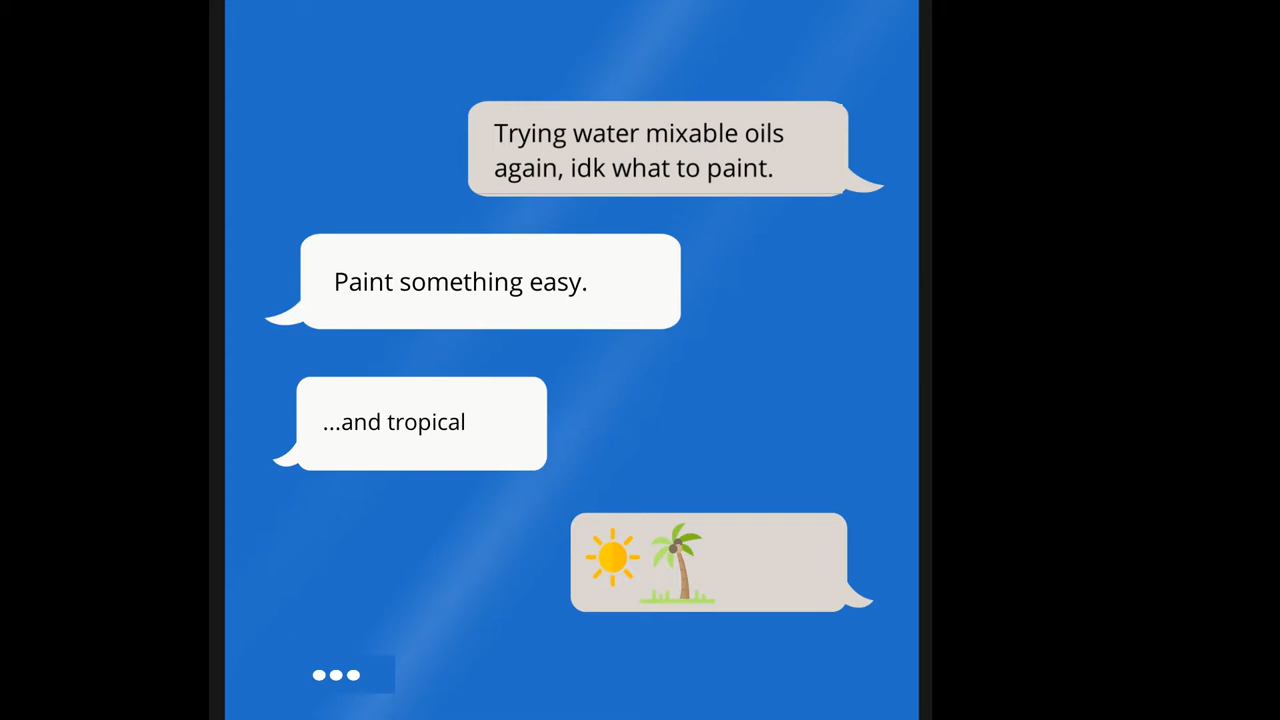 Trying water mixable oils
again, idk what to paint.
Paint something easy.
...and tropical